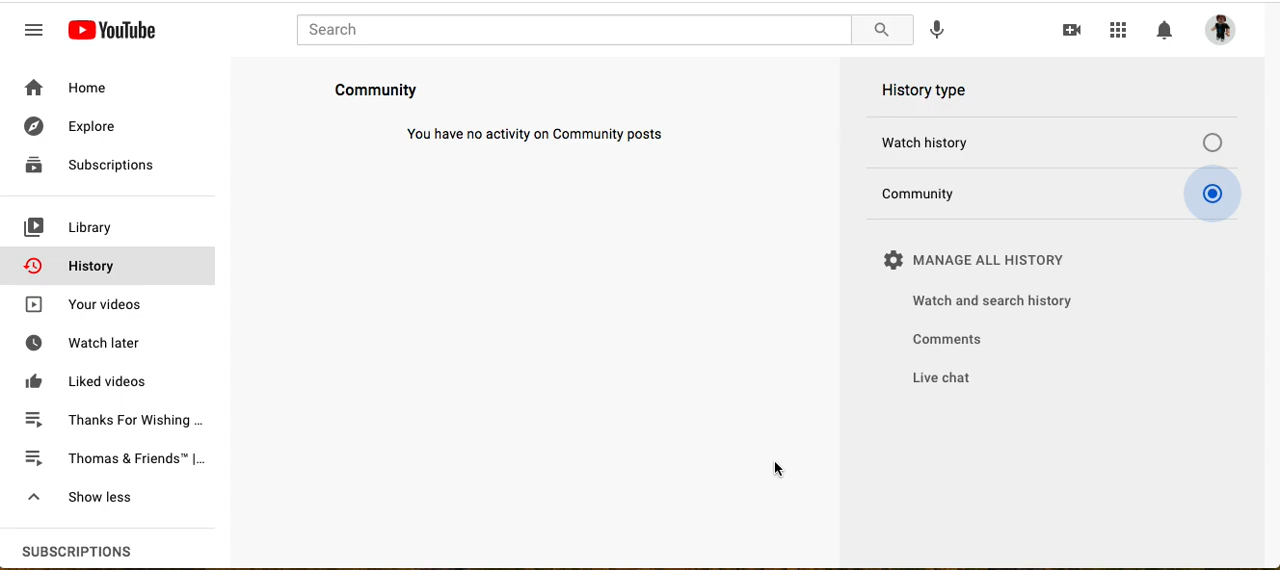 YouTube
Search
Home
Explore
Subscriptions
Library
History
Your videos
Watch later
Liked videos
Thanks For Wishing ...
Thomas & Friends™ |...
Show less
SUBSCRIPTIONS
Community
You have no activity on Community posts
History type
Watch history
Community
MANAGE ALL HISTORY
Watch and search history
Comments
Live chat